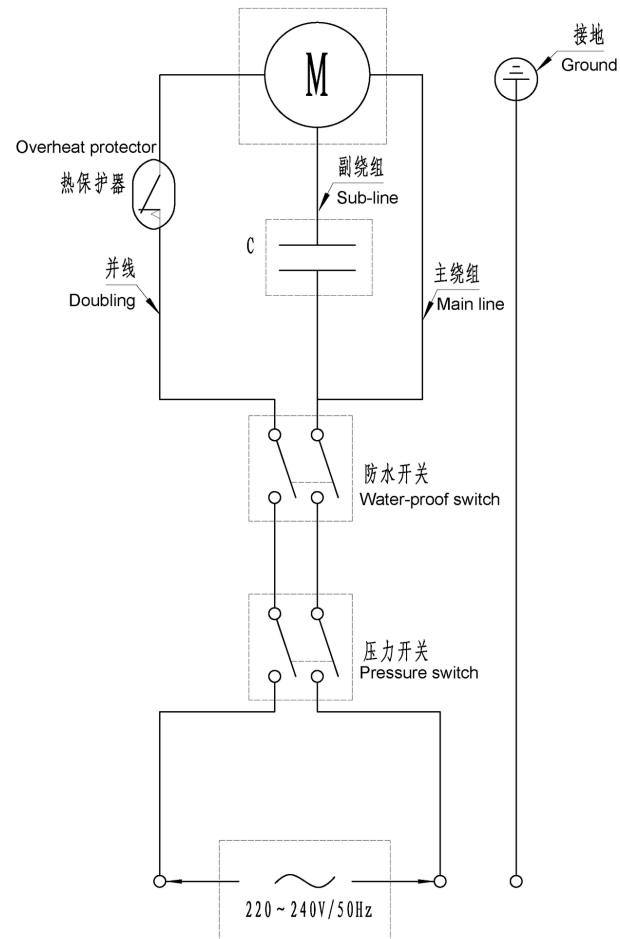 接地
Ground
M
Overheat protector
热保护器
副绕组
Sub-line
C
并线
Doubling
主绕组
Main line
防水开关
Water-proof switch
压力开关
Pressure switch
220~240V/50Hz